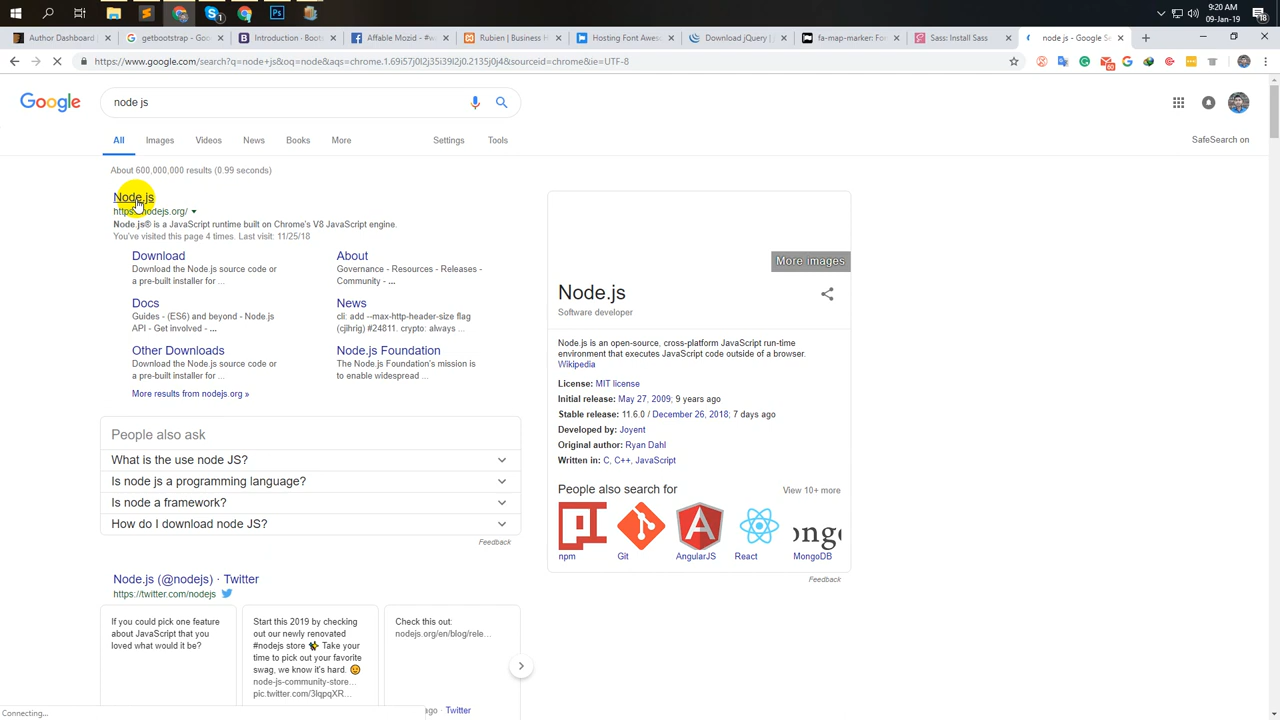 9:20 AM
09-Jan-19
18
1
Author Dashboard
getbootstrap - Goo
Introduction · Boots
Affable Mozud - #w
Rubien | Business H
Hosting Font Awes
Download jQuery |
fa-map-marker: Fon
Sass: Install Sass
node js - Google Se
https://www.google.com/search?q=node+js&oq=node&aqs=chrome.1.69i57j0l2j35i39l2j0.2135j0j4&sourceid=chrome&ie=UTF-8
60
Google
node js
All
Images
Videos
News
Books
More
Settings
Tools
SafeSearch on
About 600,000,000 results (0.99 seconds)
Node.js
https://nodejs.org/
Node.js® is a JavaScript runtime built on Chrome's V8 JavaScript engine.
You've visited this page 4 times. Last visit: 11/25/18
Download
Download the Node.js source code or
a pre-built installer for ...
About
Governance - Resources - Releases -
Community - ...
Docs
Guides - (ES6) and beyond - Node.js
API - Get involved - ...
News
cli: add --max-http-header-size flag
(cjihrig) #24811. crypto: always ...
Other Downloads
Download the Node.js source code or
a pre-built installer for ...
Node.js Foundation
The Node.js Foundation's mission is
to enable widespread ...
More results from nodejs.org »
People also ask
What is the use node JS?
Is node js a programming language?
Is node a framework?
How do I download node JS?
Feedback
Node.js (@nodejs) · Twitter
https://twitter.com/nodejs
If you could pick one feature
about JavaScript that you
loved what would it be?
Start this 2019 by checking
out our newly renovated
#nodejs store 🐝 Take your
time to pick out your favorite
swag, we know it's hard. 😊
node-js-community-store...
pic.twitter.com/3lqpqXR...
Check this out:
nodejs.org/en/blog/rele...
ago · Twitter
Connecting...
More images
Node.js
Software developer
Node.js is an open-source, cross-platform JavaScript run-time
environment that executes JavaScript code outside of a browser.
Wikipedia
License: MIT license
Initial release: May 27, 2009; 9 years ago
Stable release: 11.6.0 / December 26, 2018; 7 days ago
Developed by: Joyent
Original author: Ryan Dahl
Written in: C, C++, JavaScript
People also search for
View 10+ more
npm
Git
AngularJS
React
MongoDB
Feedback